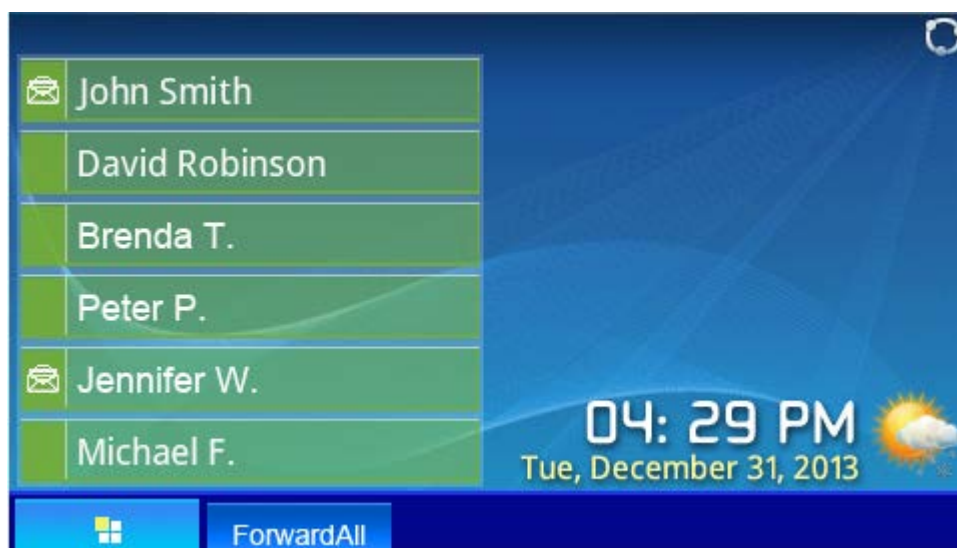 John Smith
David Robinson
Brenda T.
Peter P.
Jennifer W.
Michael F.
04: 29 PM
Tue, December 31, 2013
ForwardAll